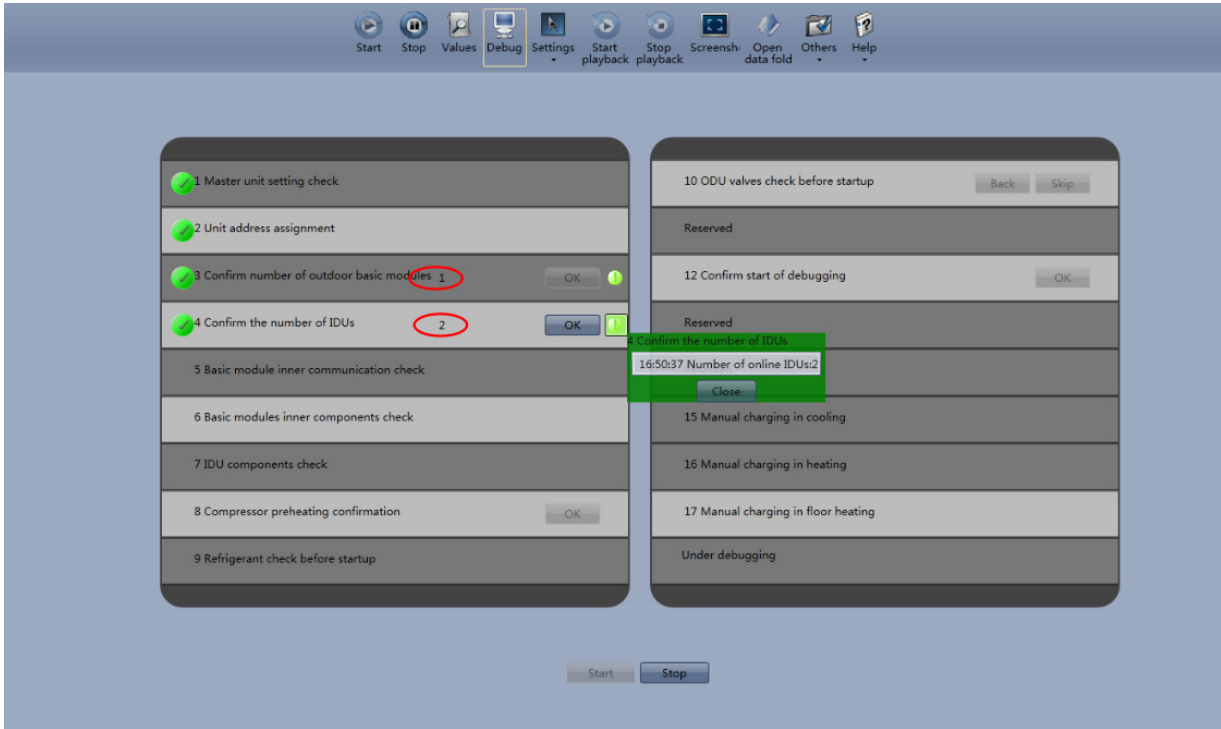 Start Stop Values Debug Settings Start playback Stop playback Screensh Open data fold Others Help
1 Master unit setting check
2 Unit address assignment
3 Confirm number of outdoor basic modules 1 OK
4 Confirm the number of IDUs 2 OK
5 Basic module inner communication check
6 Basic modules inner components check
7 IDU components check
8 Compressor preheating confirmation OK
9 Refrigerant check before startup
10 ODU valves check before startup Back Skip
Reserved
12 Confirm start of debugging OK
Reserved
4 Confirm the number of IDUs
16:50:37 Number of online IDUs:2
Close
15 Manual charging in cooling
16 Manual charging in heating
17 Manual charging in floor heating
Under debugging
Start Stop